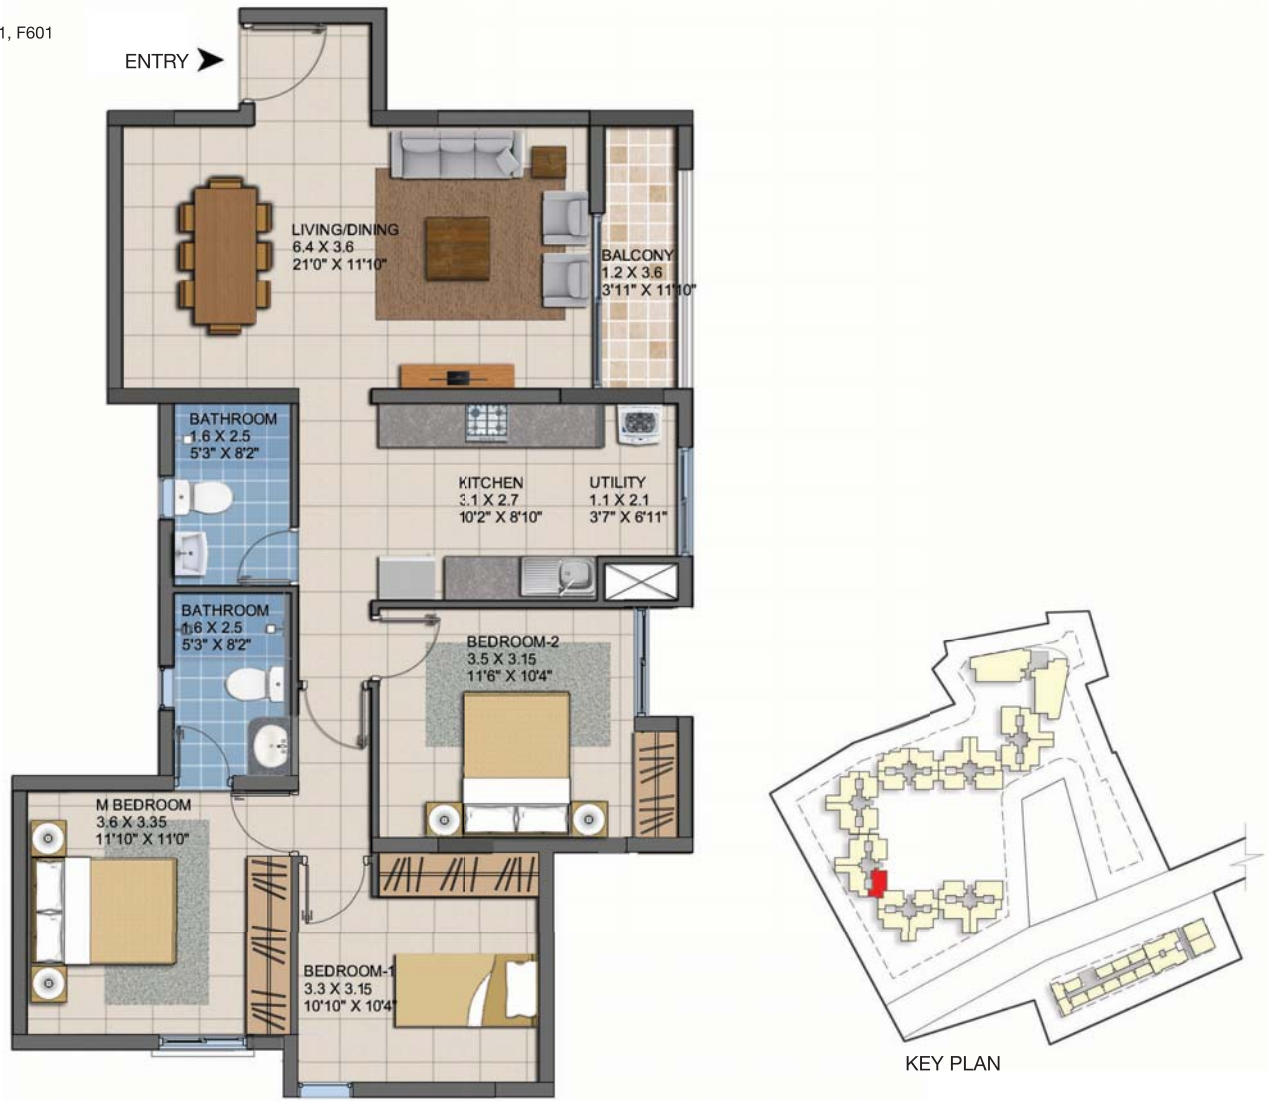 1, F601
ENTRY
LIVING/DINING
6.4 X 3.6
21'0" X 11'10"
BALCONY
1.2 X 3.6
3'11" X 11'10"
BATHROOM
1.6 X 2.5
5'3" X 8'2"
KITCHEN
3.1 X 2.7
10'2" X 8'10"
UTILITY
1.1 X 2.1
3'7" X 6'11"
BATHROOM
1.6 X 2.5
5'3" X 8'2"
BEDROOM-2
3.5 X 3.15
11'6" X 10'4"
M BEDROOM
3.6 X 3.35
11'10" X 11'0"
BEDROOM-1
3.3 X 3.15
10'10" X 10'4"
KEY PLAN